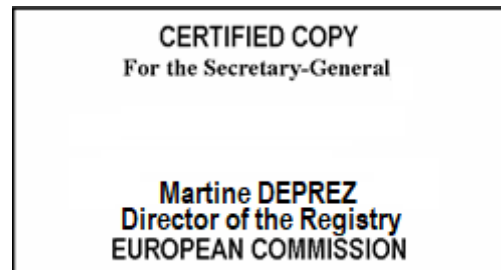 CERTIFIED COPY
For the Secretary-General
Martine DEPREZ
Director of the Registry
EUROPEAN COMMISSION